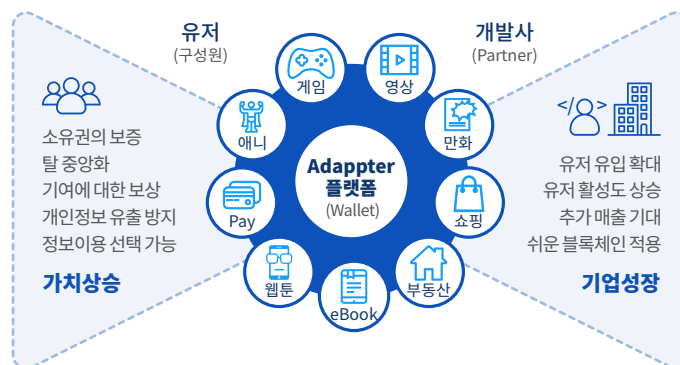 유저
(구성원)
개발사
(Partner)
게임
영상
애니
만화
소유권의 보증
탈 중앙화
기여에 대한 보상
개인정보 유출 방지
정보이용 선택 가능
가치상승
Adappter
플랫폼
(Wallet)
Pay
쇼핑
웹툰
eBook
부동산
유저 유입 확대
유저 활성도 상승
추가 매출 기대
쉬운 블록체인 적용
기업성장